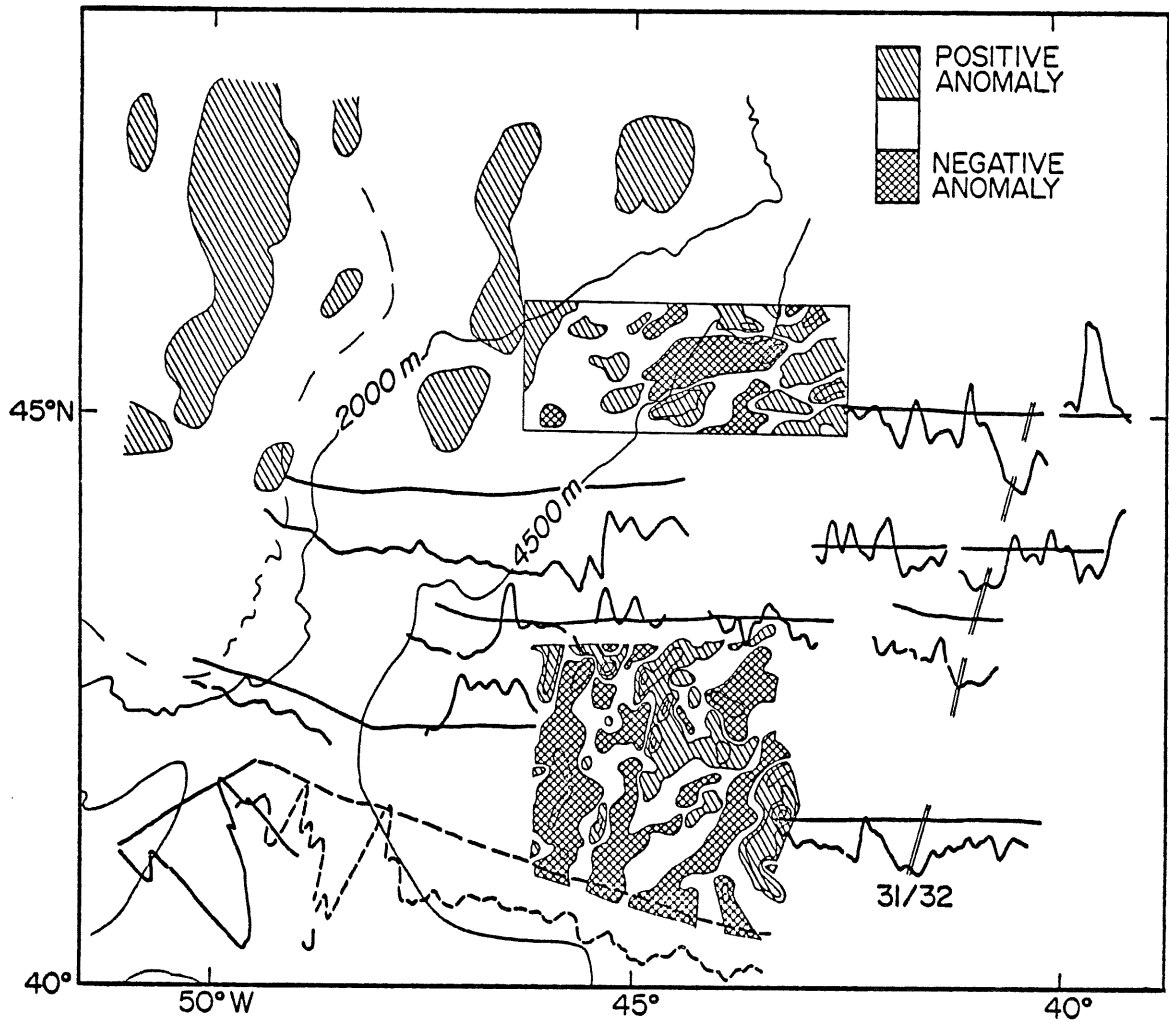 POSITIVE
ANOMALY
NEGATIVE
ANOMALY
2000 m
45°N
4500 m
31/32
J
40°
50°W
45°
40°